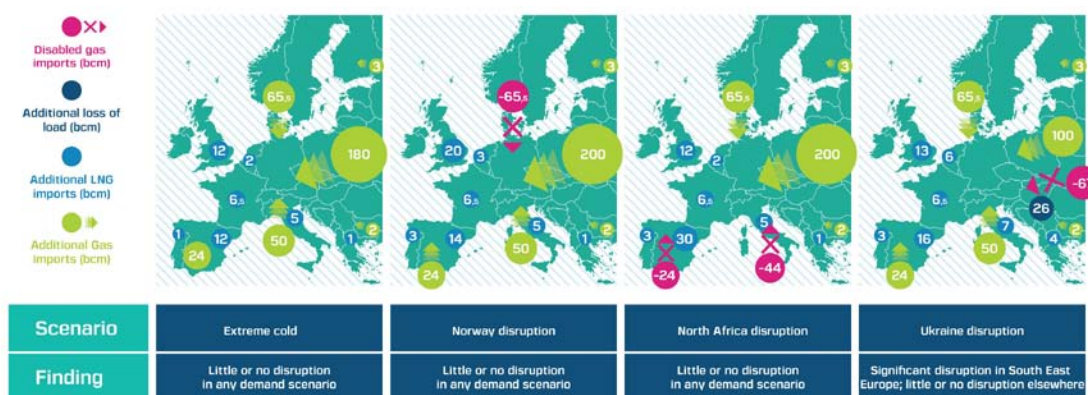 Disabled gas
imports (bcm)
Additional loss of
load (bcm)
Additional LNG
imports (bcm)
Additional Gas
imports (bcm)
3
65,5
12
2
180
6,5
5
1
12
50
1
2
24
3
-65,5
20
3
200
6,5
5
3
14
50
1
2
24
3
65,5
12
2
200
6,5
5
3
30
1
2
-24
-44
3
65,5
13
6
100
6,5
26
7
3
16
50
4
2
24
Scenario
Extreme cold
Norway disruption
North Africa disruption
Ukraine disruption
Finding
Little or no disruption
in any demand scenario
Little or no disruption
in any demand scenario
Little or no disruption
in any demand scenario
Significant disruption in South East
Europe; little or no disruption elsewhere